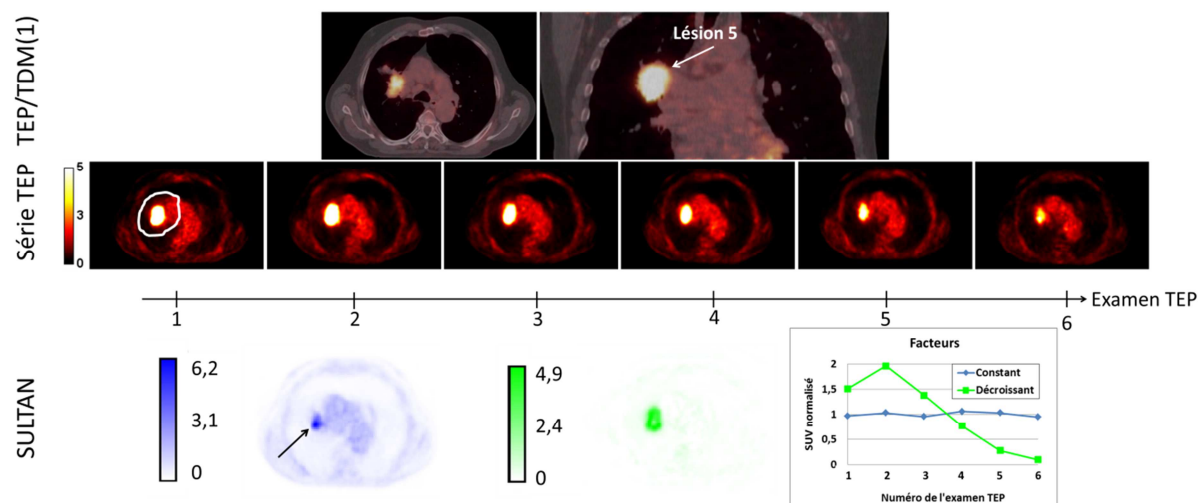 TEP/TDM(1)
Lésion 5
Série TEP
5
3
0
Examen TEP
1 2 3 4 5 6
SULTAN
6,2
3,1
0
4,9
2,4
0
Facteurs
SUV normalisé
2
1,5
1
0,5
0
Constant
Décroissant
1 2 3 4 5 6
Numéro de l'examen TEP